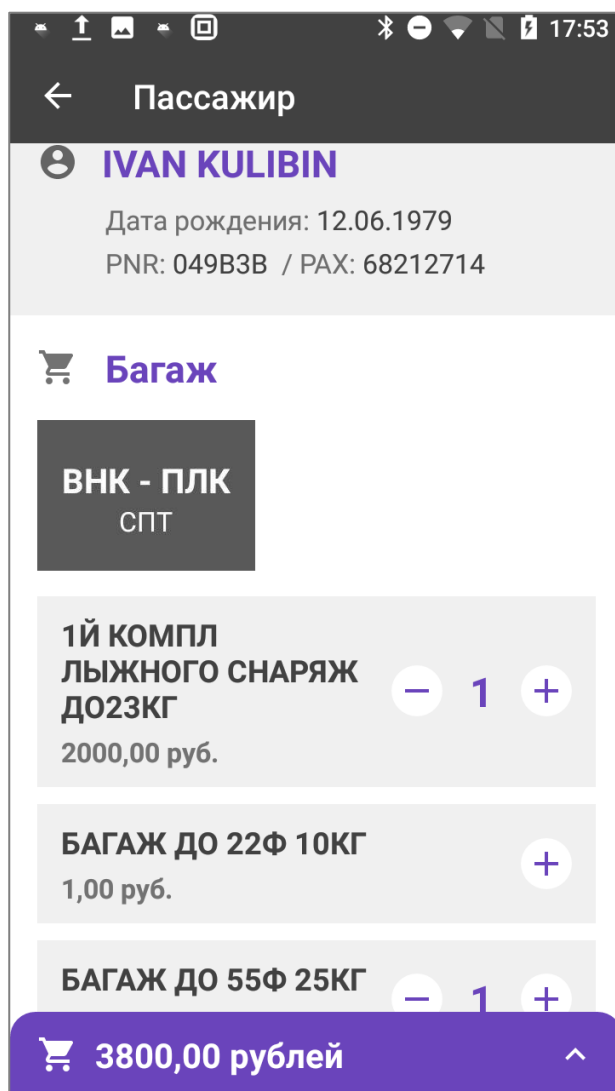 17:53
Пассажир
IVAN KULIBIN
Дата рождения: 12.06.1979
PNR: 049B3B / PAX: 68212714
Багаж
ВНК - ПЛК
СПТ
1Й КОМПЛ
ЛЫЖНОГО СНАРЯЖ
ДО23КГ
1
2000,00 руб.
БАГАЖ ДО 22Ф 10КГ
1,00 руб.
БАГАЖ ДО 55Ф 25КГ
1
3800,00 рублей